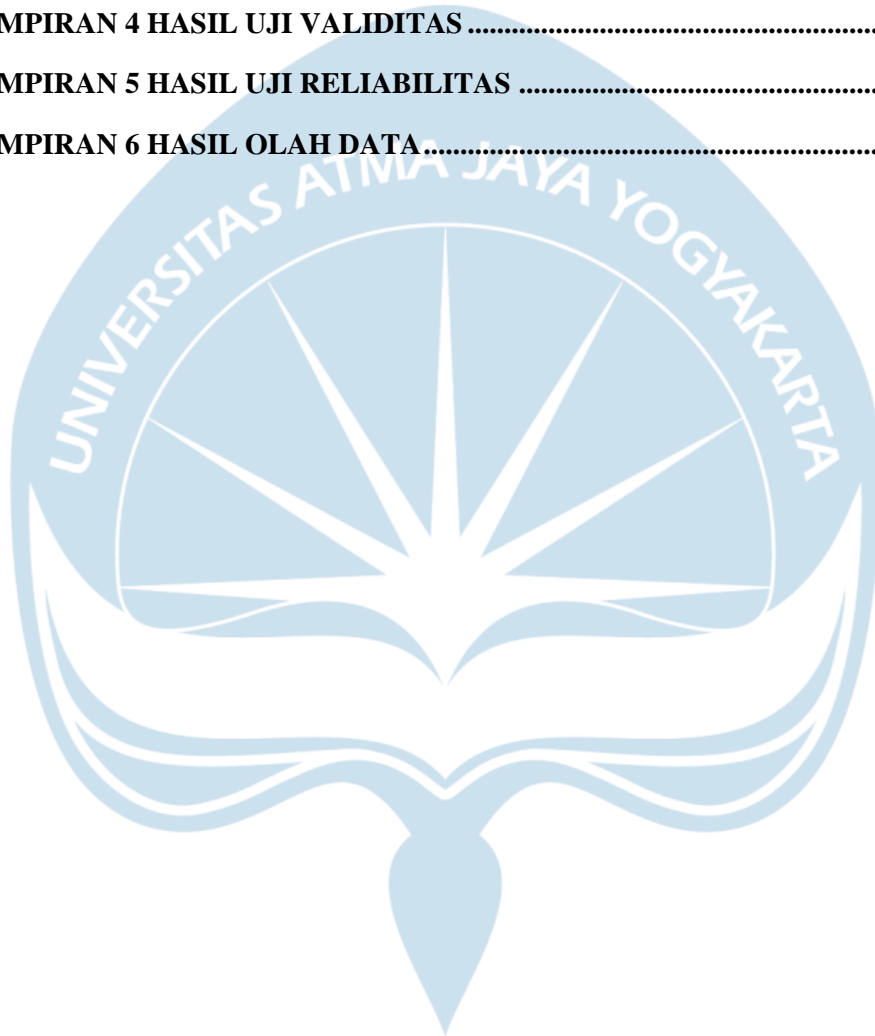 MPIRAN 4 HASIL UJI VALIDITAS ........................................................
MPIRAN 5 HASIL UJI RELIABILITAS .................................................
MPIRAN 6 HASIL OLAH DATA..............................................................
UNIVERSITAS ATMA JAYA YOGYAKARTA